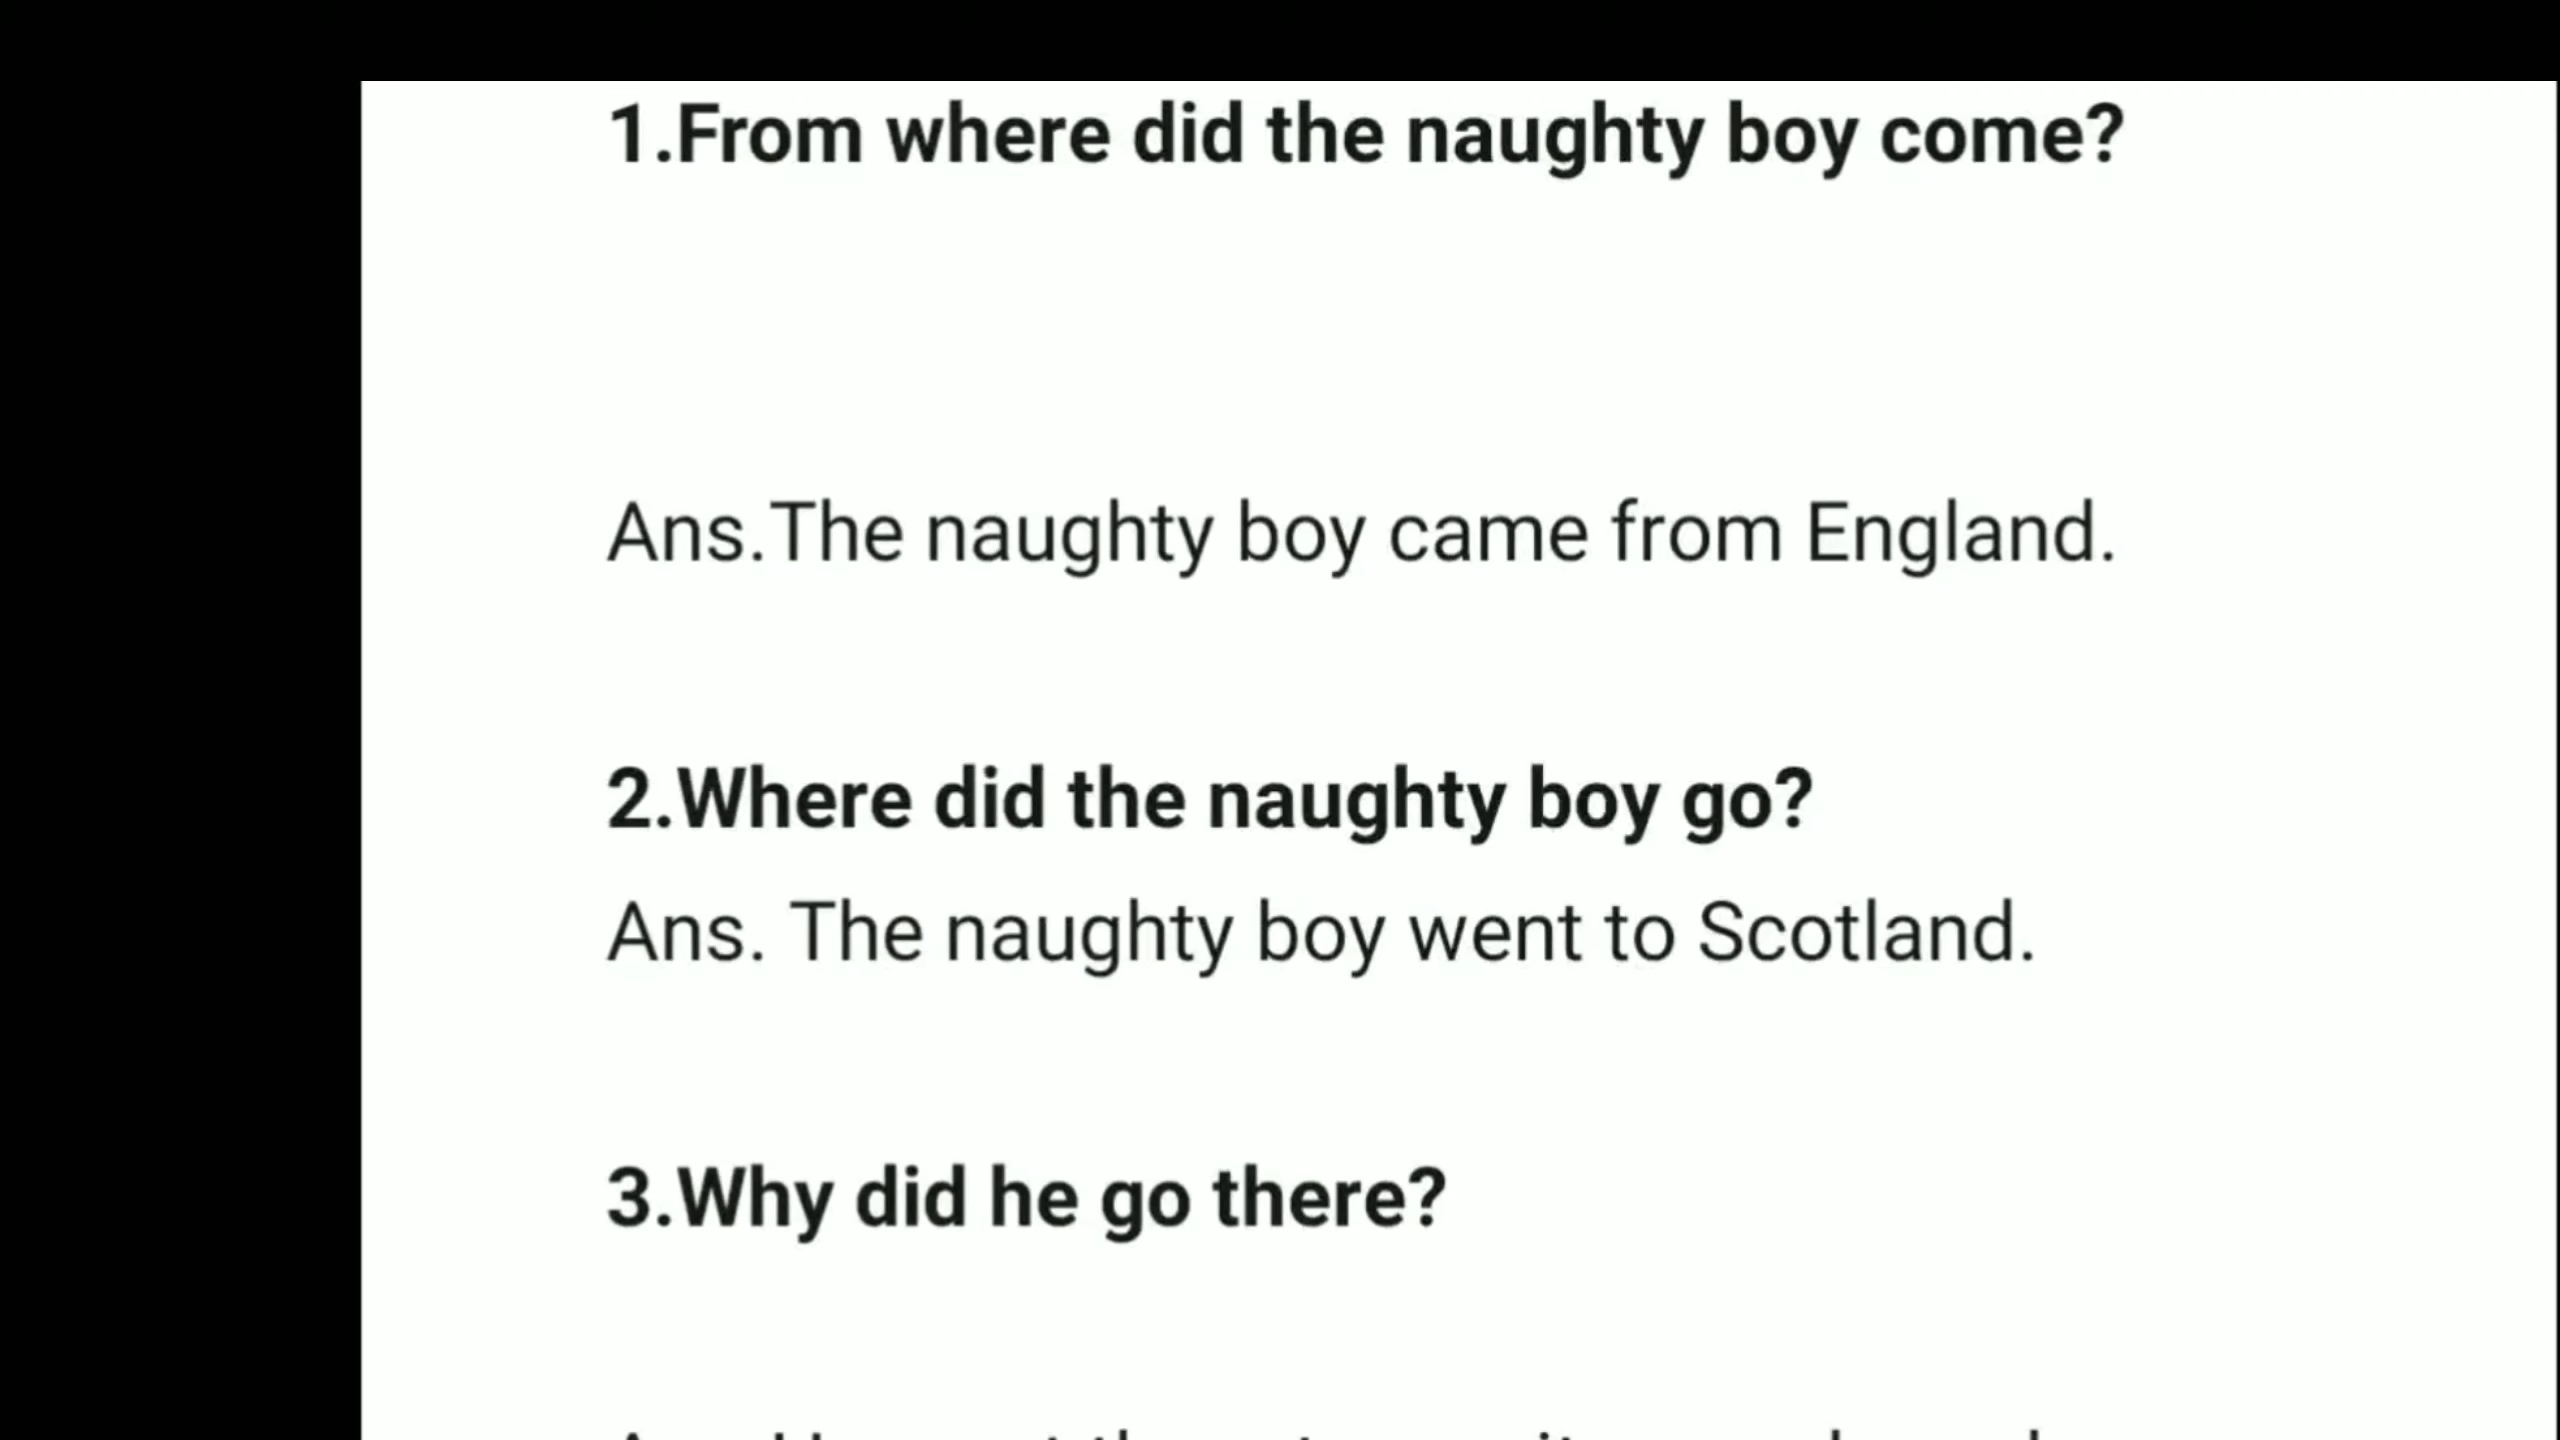 1.From where did the naughty boy come?
Ans.The naughty boy came from England.
2.Where did the naughty boy go?
Ans. The naughty boy went to Scotland.
3.Why did he go there?